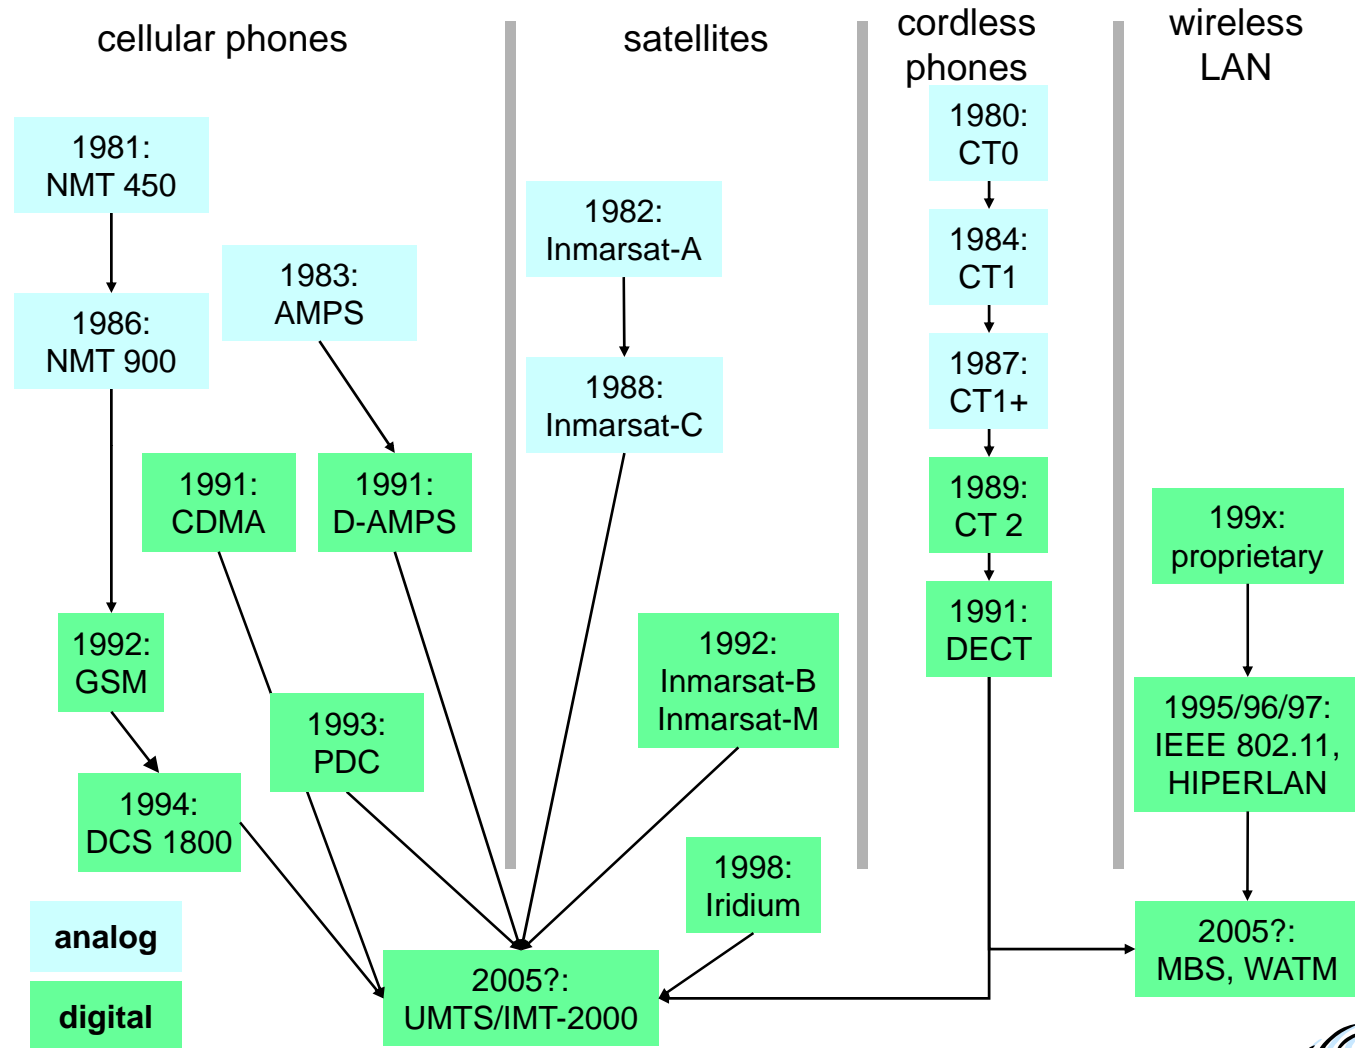 cellular phones
satellites
cordless
phones
wireless
LAN
1981:
NMT 450
1986:
NMT 900
1983:
AMPS
1991:
CDMA
1991:
D-AMPS
1992:
GSM
1993:
PDC
1994:
DCS 1800
1982:
Inmarsat-A
1988:
Inmarsat-C
1992:
Inmarsat-B
Inmarsat-M
1998:
Iridium
1980:
CT0
1984:
CT1
1987:
CT1+
1989:
CT 2
1991:
DECT
199x:
proprietary
1995/96/97:
IEEE 802.11,
HIPERLAN
2005?:
MBS, WATM
2005?:
UMTS/IMT-2000
analog
digital